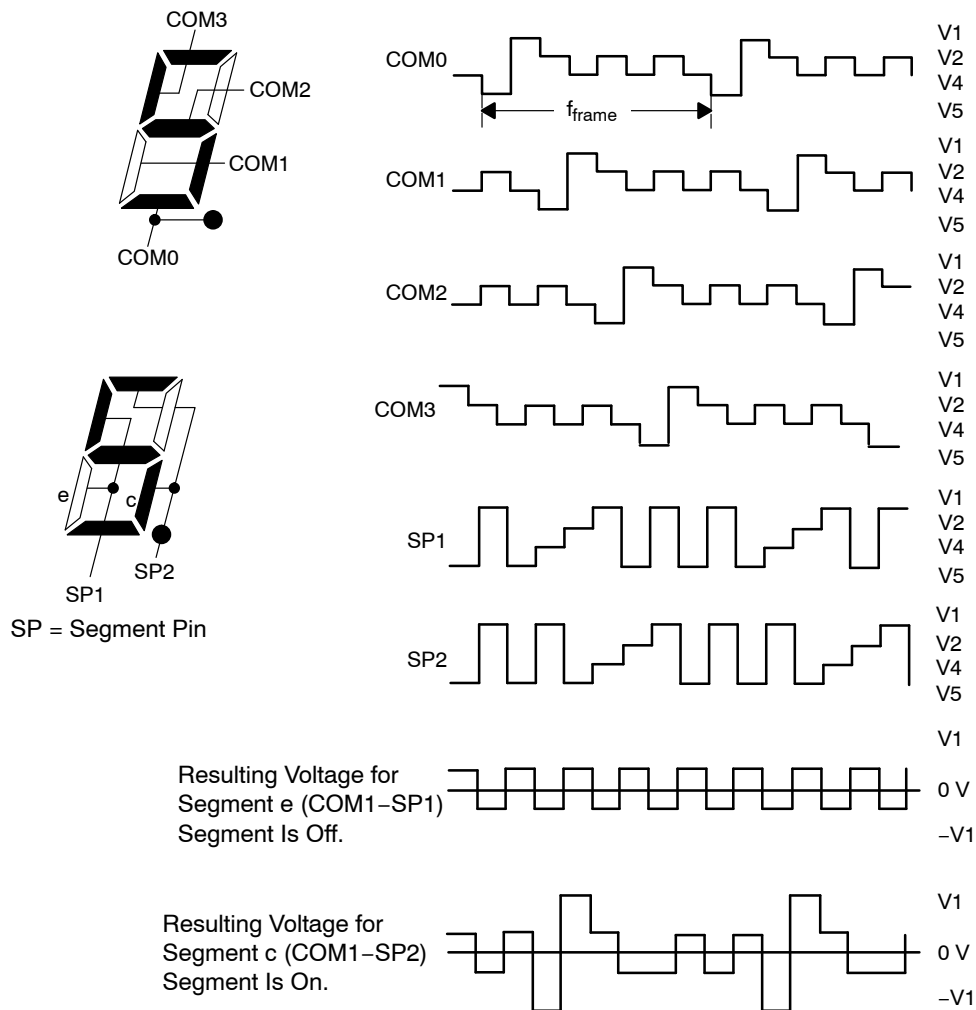 COM3
COM2
COM1
COM0
COM0
V1
V2
V4
V5
fframe
COM1
V1
V2
V4
V5
COM2
V1
V2
V4
V5
COM3
V1
V2
V4
V5
e
c
SP1
SP2
SP = Segment Pin
SP1
V1
V2
V4
V5
SP2
V1
V2
V4
V5
Resulting Voltage for
Segment e (COM1−SP1)
Segment Is Off.
V1
0 V
−V1
Resulting Voltage for
Segment c (COM1−SP2)
Segment Is On.
V1
0 V
−V1